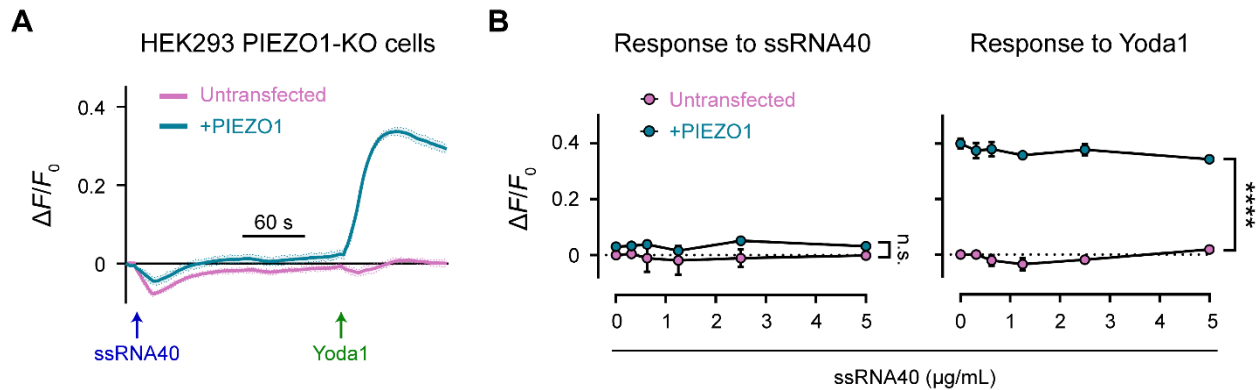 A
HEK293 PIEZO1-KO cells
Untransfected
+PIEZO1
ΔF/F0
0.4
0.2
0
60 s
ssRNA40
Yoda1
B
Response to ssRNA40
Untransfected
+PIEZO1
ΔF/F0
0.4
0.2
0
n.s.
0 1 2 3 4 5
Response to Yoda1
****
0 1 2 3 4 5
ssRNA40 (µg/mL)